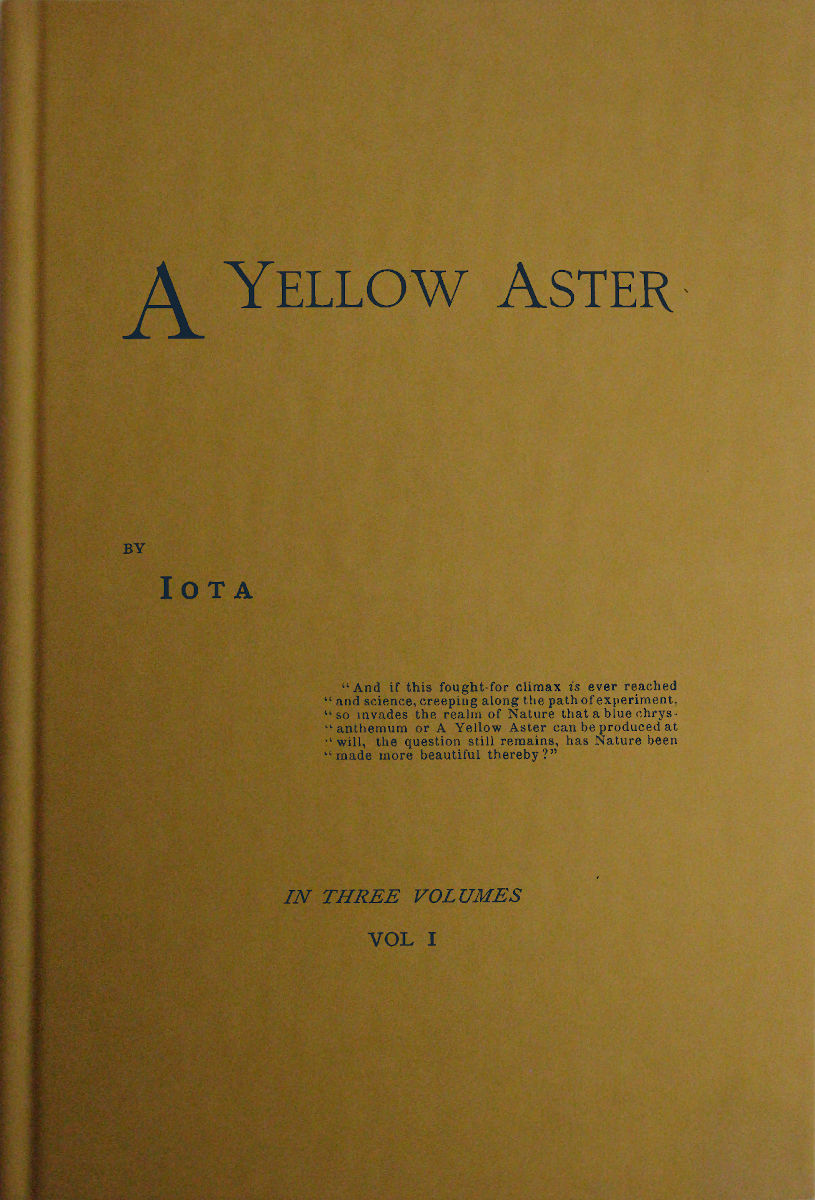 A YELLOW ASTER
BY
IOTA
“And if this fought-for climax is ever reached
“and science, creeping along the path of experiment,
“so invades the realm of Nature that a blue chrys-
“anthemum or A Yellow Aster can be produced at
“will, the question still remains, has Nature been
“made more beautiful thereby?”
IN THREE VOLUMES
VOL I